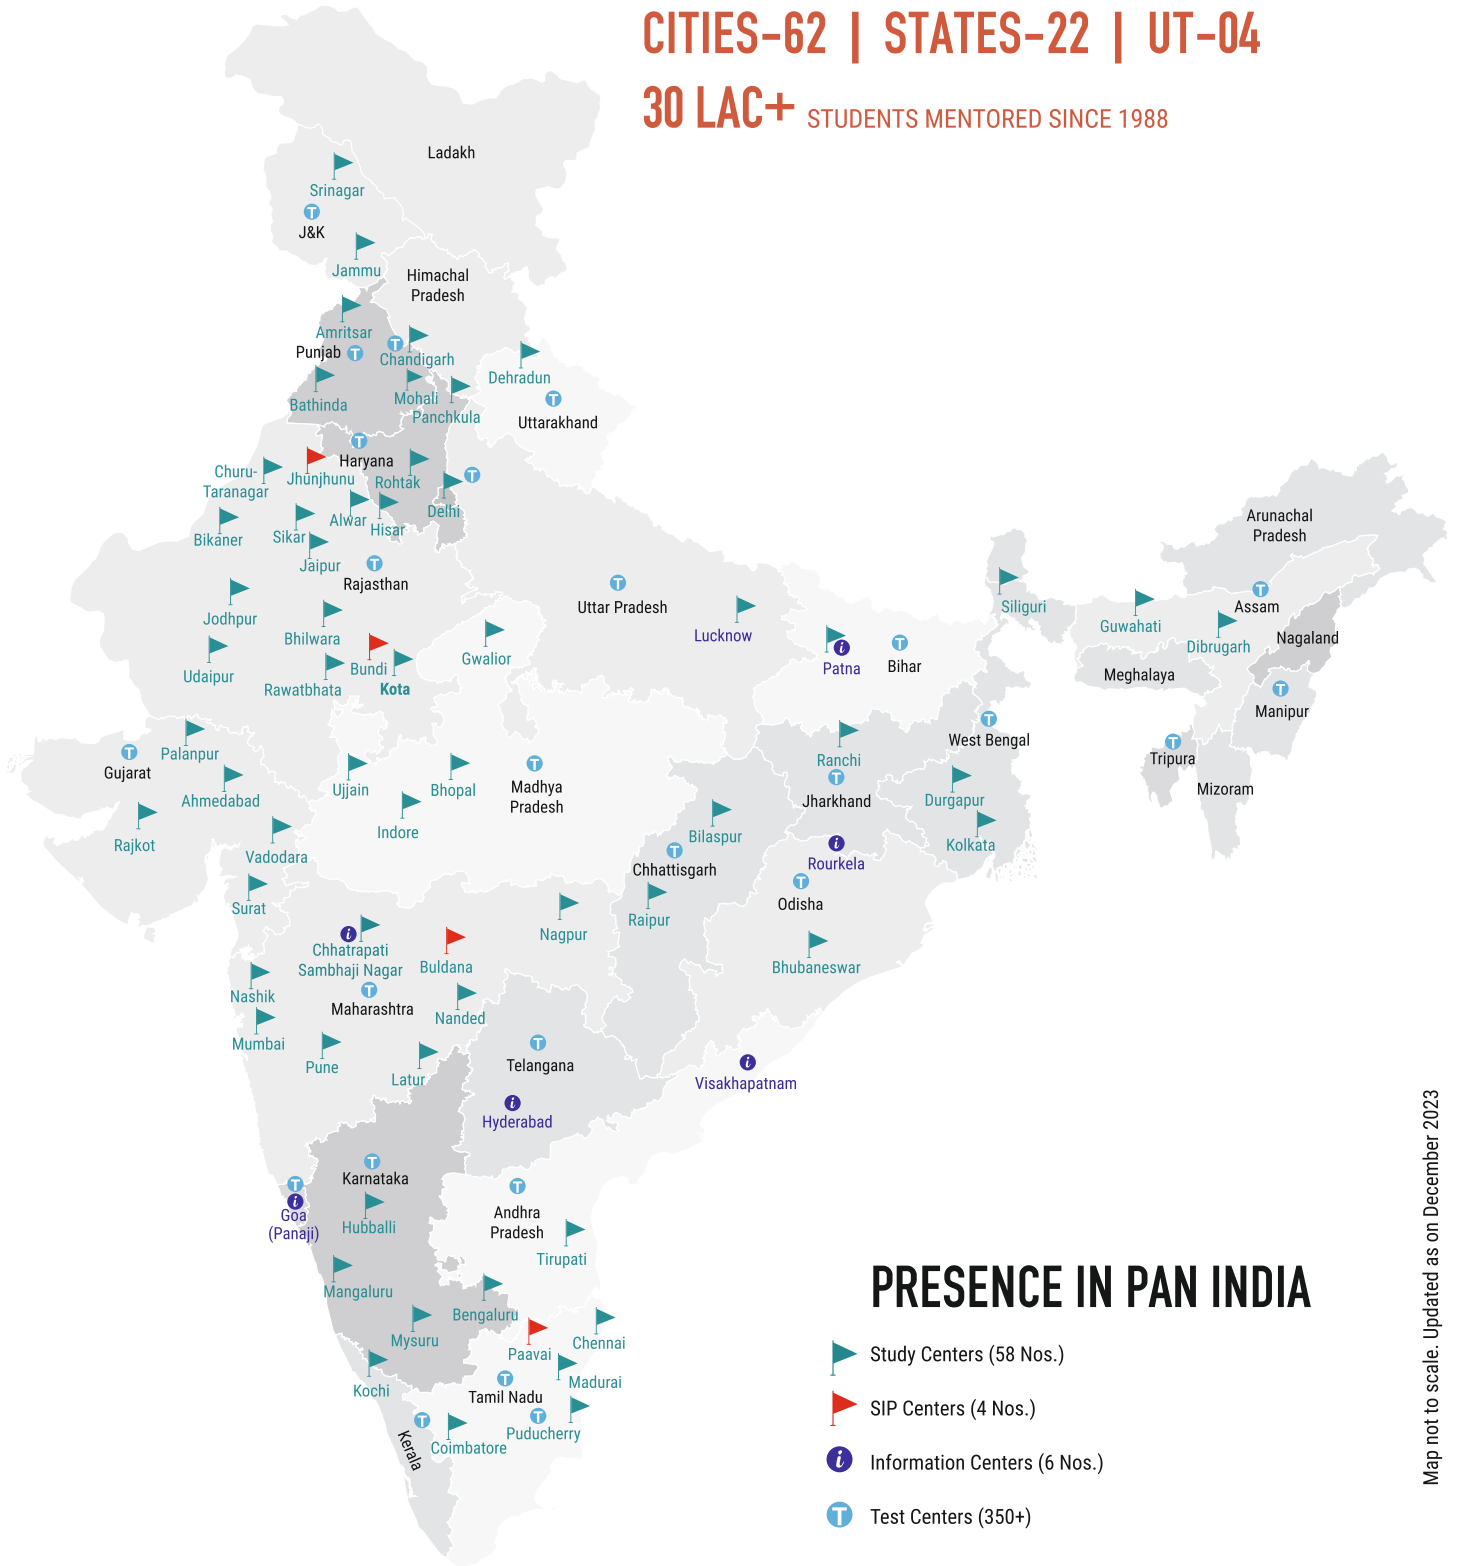 CITIES-62 | STATES-22 | UT-04
30 LAC+ STUDENTS MENTORED SINCE 1988
Ladakh
Srinagar
J&K
Jammu
Himachal
Pradesh
Amritsar
Punjab
Chandigarh
Dehradun
Bathinda
Mohali
Panchkula
Uttarakhand
Haryana
Churu-
Taranagar
Jhunjhunu
Rohtak
Delhi
Alwar
Hisar
Bikaner
Sikar
Jaipur
Rajasthan
Jodhpur
Bhilwara
Udaipur
Rawatbhata
Bundi
Kota
Gwalior
Uttar Pradesh
Lucknow
Patna
Bihar
Siliguri
Arunachal
Pradesh
Assam
Guwahati
Dibrugarh
Nagaland
Meghalaya
Manipur
Tripura
Mizoram
West Bengal
Palanpur
Gujarat
Ahmedabad
Rajkot
Vadodara
Surat
Ujjain
Bhopal
Indore
Madhya
Pradesh
Ranchi
Jharkhand
Durgapur
Kolkata
Bilaspur
Chhattisgarh
Raipur
Rourkela
Odisha
Bhubaneswar
Nagpur
Chhatrapati
Sambhaji Nagar
Buldana
Nashik
Maharashtra
Nanded
Mumbai
Pune
Latur
Telangana
Hyderabad
Visakhapatnam
Karnataka
Goa
(Panaji)
Hubballi
Andhra
Pradesh
Tirupati
Mangaluru
Bengaluru
Mysuru
Paavai
Chennai
Kochi
Madurai
Tamil Nadu
Puducherry
Coimbatore
Kerala
PRESENCE IN PAN INDIA
Study Centers (58 Nos.)
SIP Centers (4 Nos.)
i Information Centers (6 Nos.)
T Test Centers (350+)
Map not to scale. Updated as on December 2023